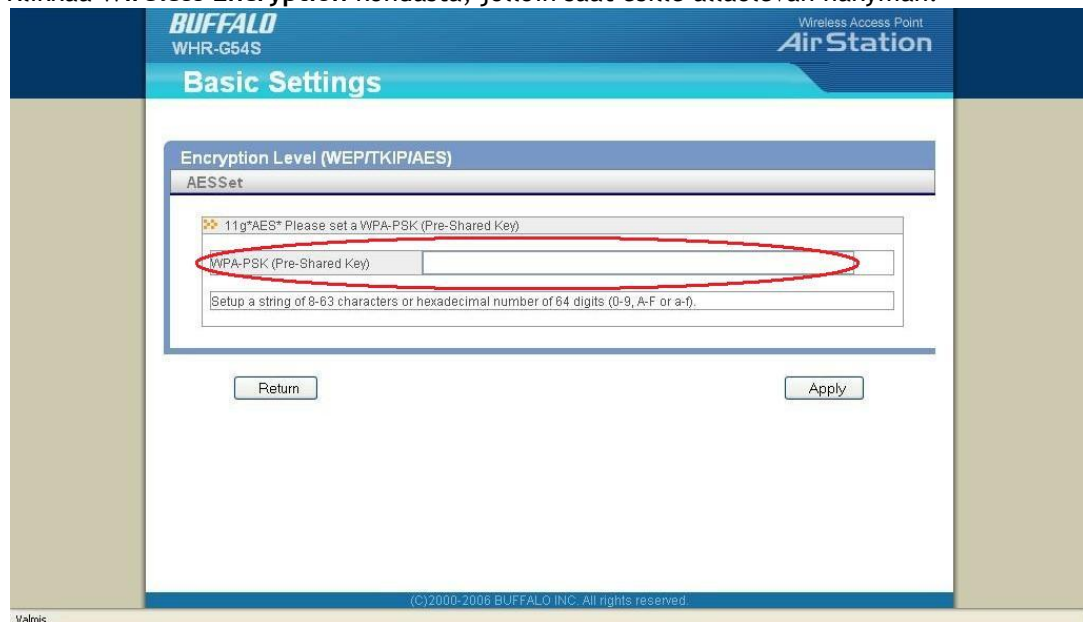 Wireless Encryption
BUFFALO
WHR-G54S
Wireless Access Point
AirStation
Basic Settings
Encryption Level (WEP/TKIP/AES)
AESSet
11g*AES* Please set a WPA-PSK (Pre-Shared Key)
WPA-PSK (Pre-Shared Key)
Setup a string of 8-63 characters or hexadecimal number of 64 digits (0-9, A-F or a-f).
Return
Apply
(C)2000-2006 BUFFALO INC. All rights reserved.
Valmis